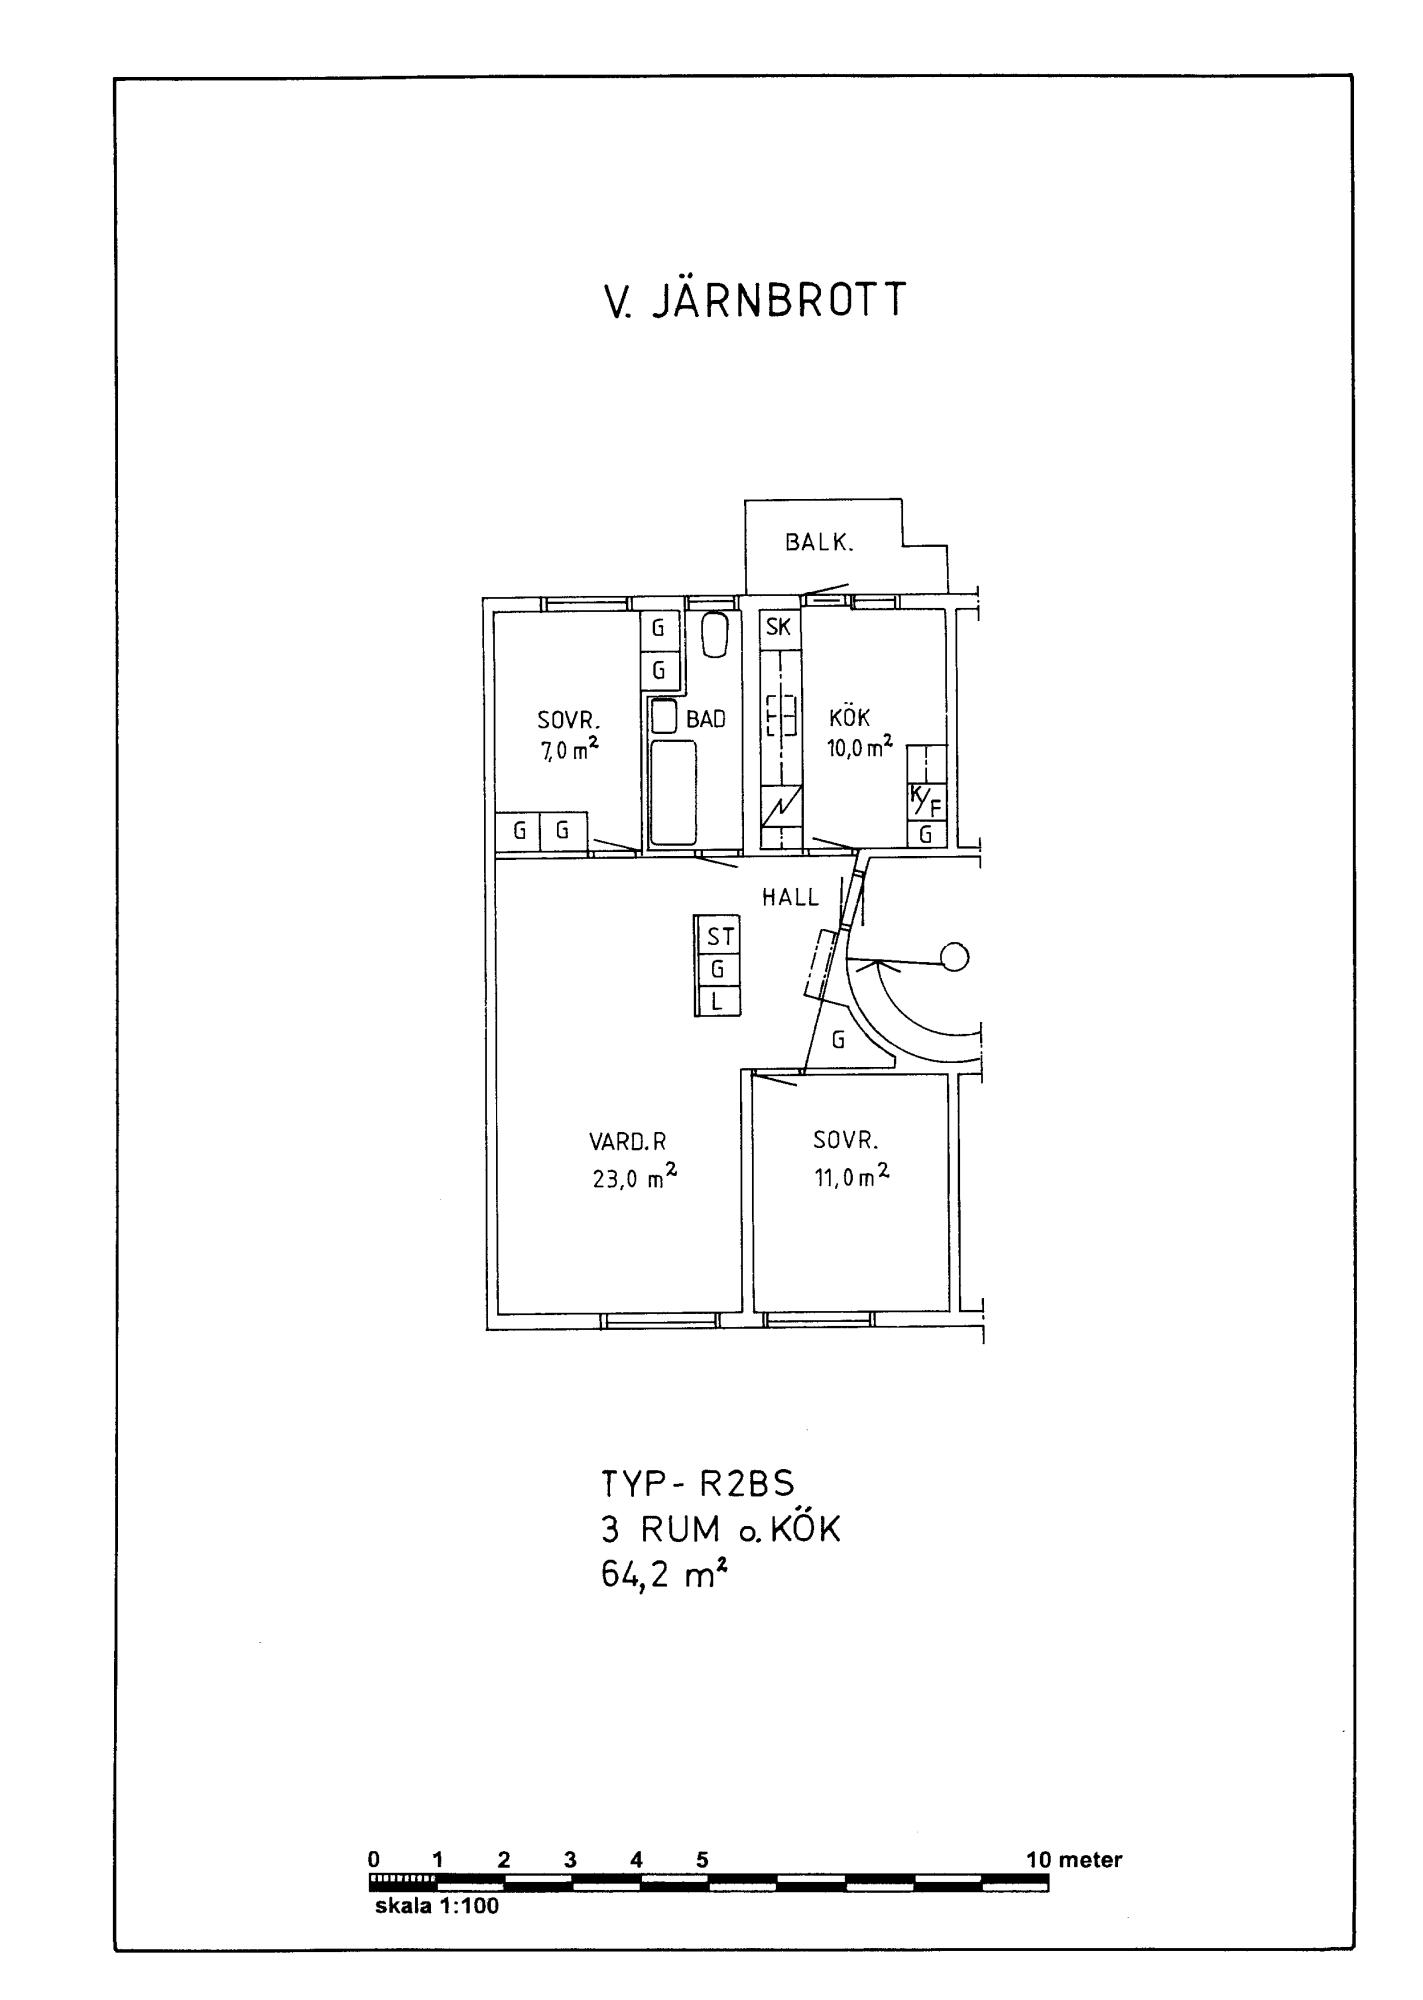 V. JÄRNBROTT
BALK.
G
SK
G
SOVR.
BAD
KÖK
7,0 m²
10,0 m²
K/F
G G
G
HALL
ST
G
L
G
VARD.R
SOVR.
23,0 m²
11,0 m²
TYP- R2BS
3 RUM o. KÖK
64,2 m²
0 1 2 3 4 5 10 meter
skala 1:100